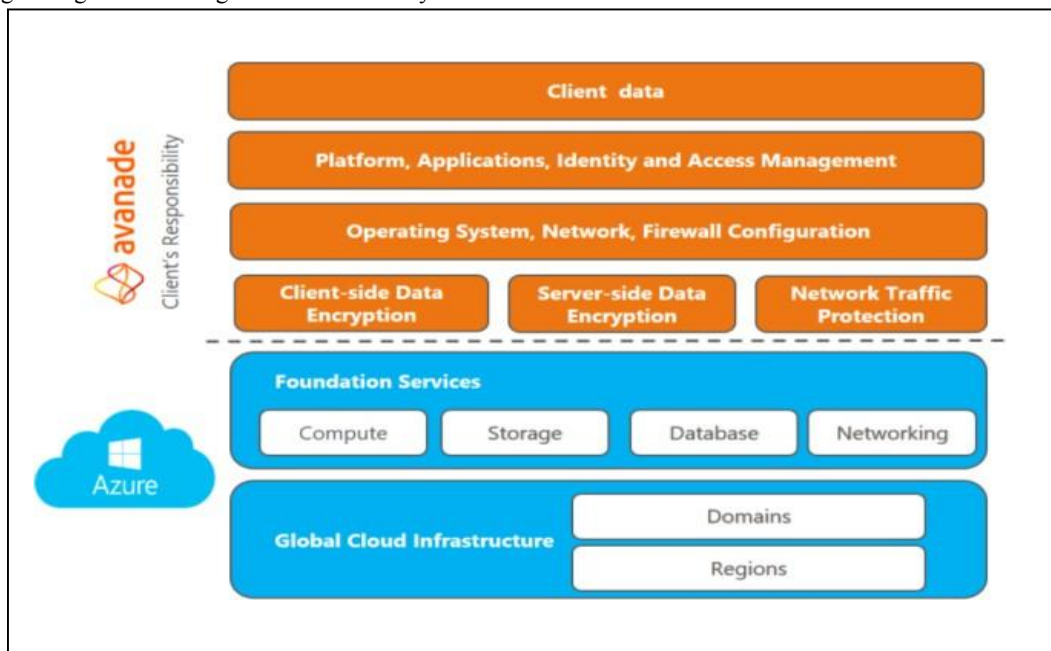 Client data
avanade
Client's Responsibility
Platform, Applications, Identity and Access Management
Operating System, Network, Firewall Configuration
Client-side Data
Encryption
Server-side Data
Encryption
Network Traffic
Protection
Foundation Services
Compute
Storage
Database
Networking
Azure
Global Cloud Infrastructure
Domains
Regions